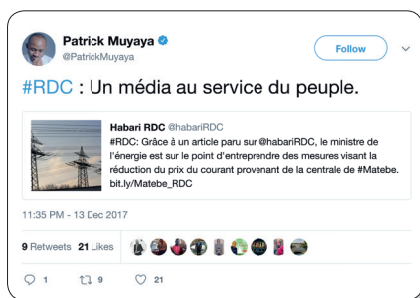 Patrick Muyaya
@PatrickMuyaya
Follow
#RDC : Un média au service du peuple.
Habari RDC @habariRDC
#RDC: Grâce à un article paru sur @habariRDC, le ministre de
l'énergie est sur le point d'entreprendre des mesures visant la
réduction du prix du courant provenant de la centrale de #Matebe.
bit.ly/Matebe_RDC
11:35 PM - 13 Dec 2017
9 Retweets 21 Likes
1 9 21